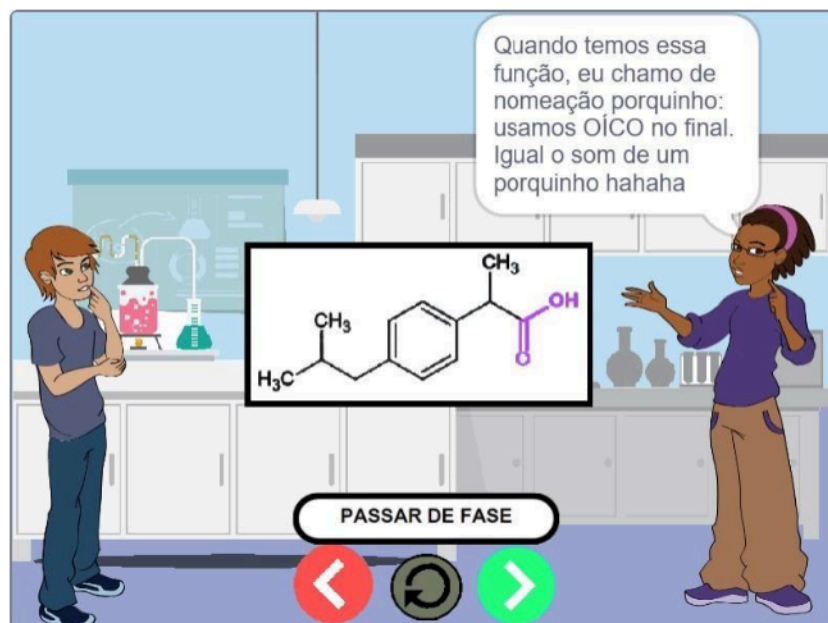 Quando temos essa
função, eu chamo de
nomeação porquinho:
usamos OÍCO no final.
Igual o som de um
porquinho hahaha
CH₃
OH
CH₃
O
H₃C
PASSAR DE FASE